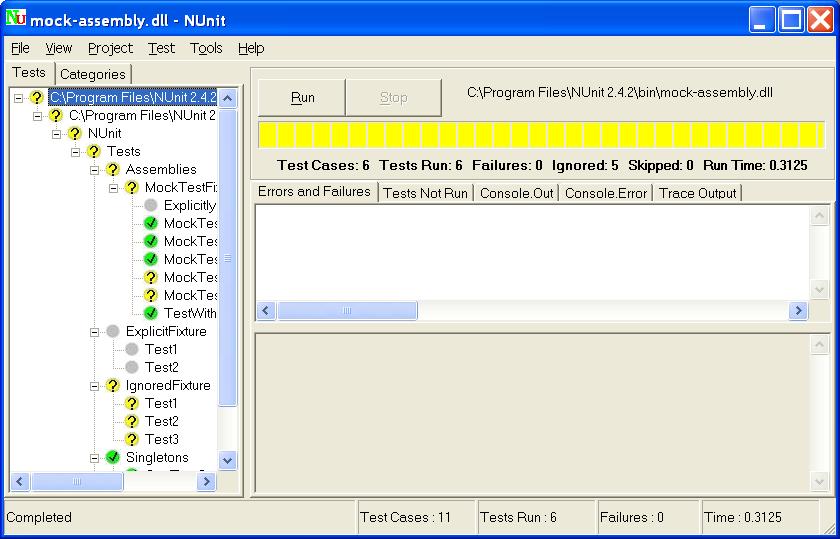 mock-assembly.dll - NUnit
File View Project Test Tools Help
Tests Categories
C:\Program Files\NUnit 2.4.2
C:\Program Files\NUnit 2
NUnit
Tests
Assemblies
MockTestFi
Explicitly
MockTes
MockTes
MockTes
MockTes
MockTes
TestWith
ExplicitFixture
Test1
Test2
IgnoredFixture
Test1
Test2
Test3
Singletons
Run Stop C:\Program Files\NUnit 2.4.2\bin\mock-assembly.dll
Test Cases: 6 Tests Run: 6 Failures: 0 Ignored: 5 Skipped: 0 Run Time: 0.3125
Errors and Failures Tests Not Run Console.Out Console.Error Trace Output
Completed Test Cases : 11 Tests Run : 6 Failures : 0 Time : 0.3125